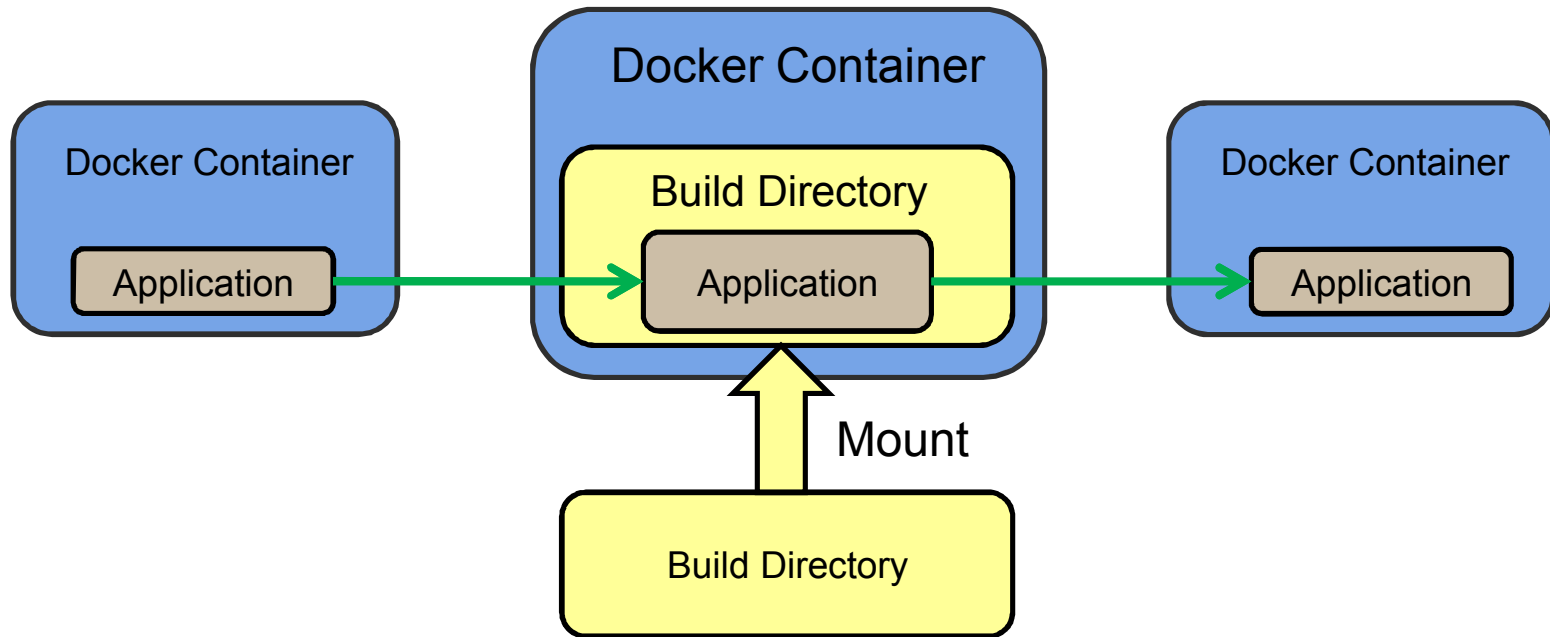 Docker Container
Application
Docker Container
Build Directory
Application
Docker Container
Application
Mount
Build Directory